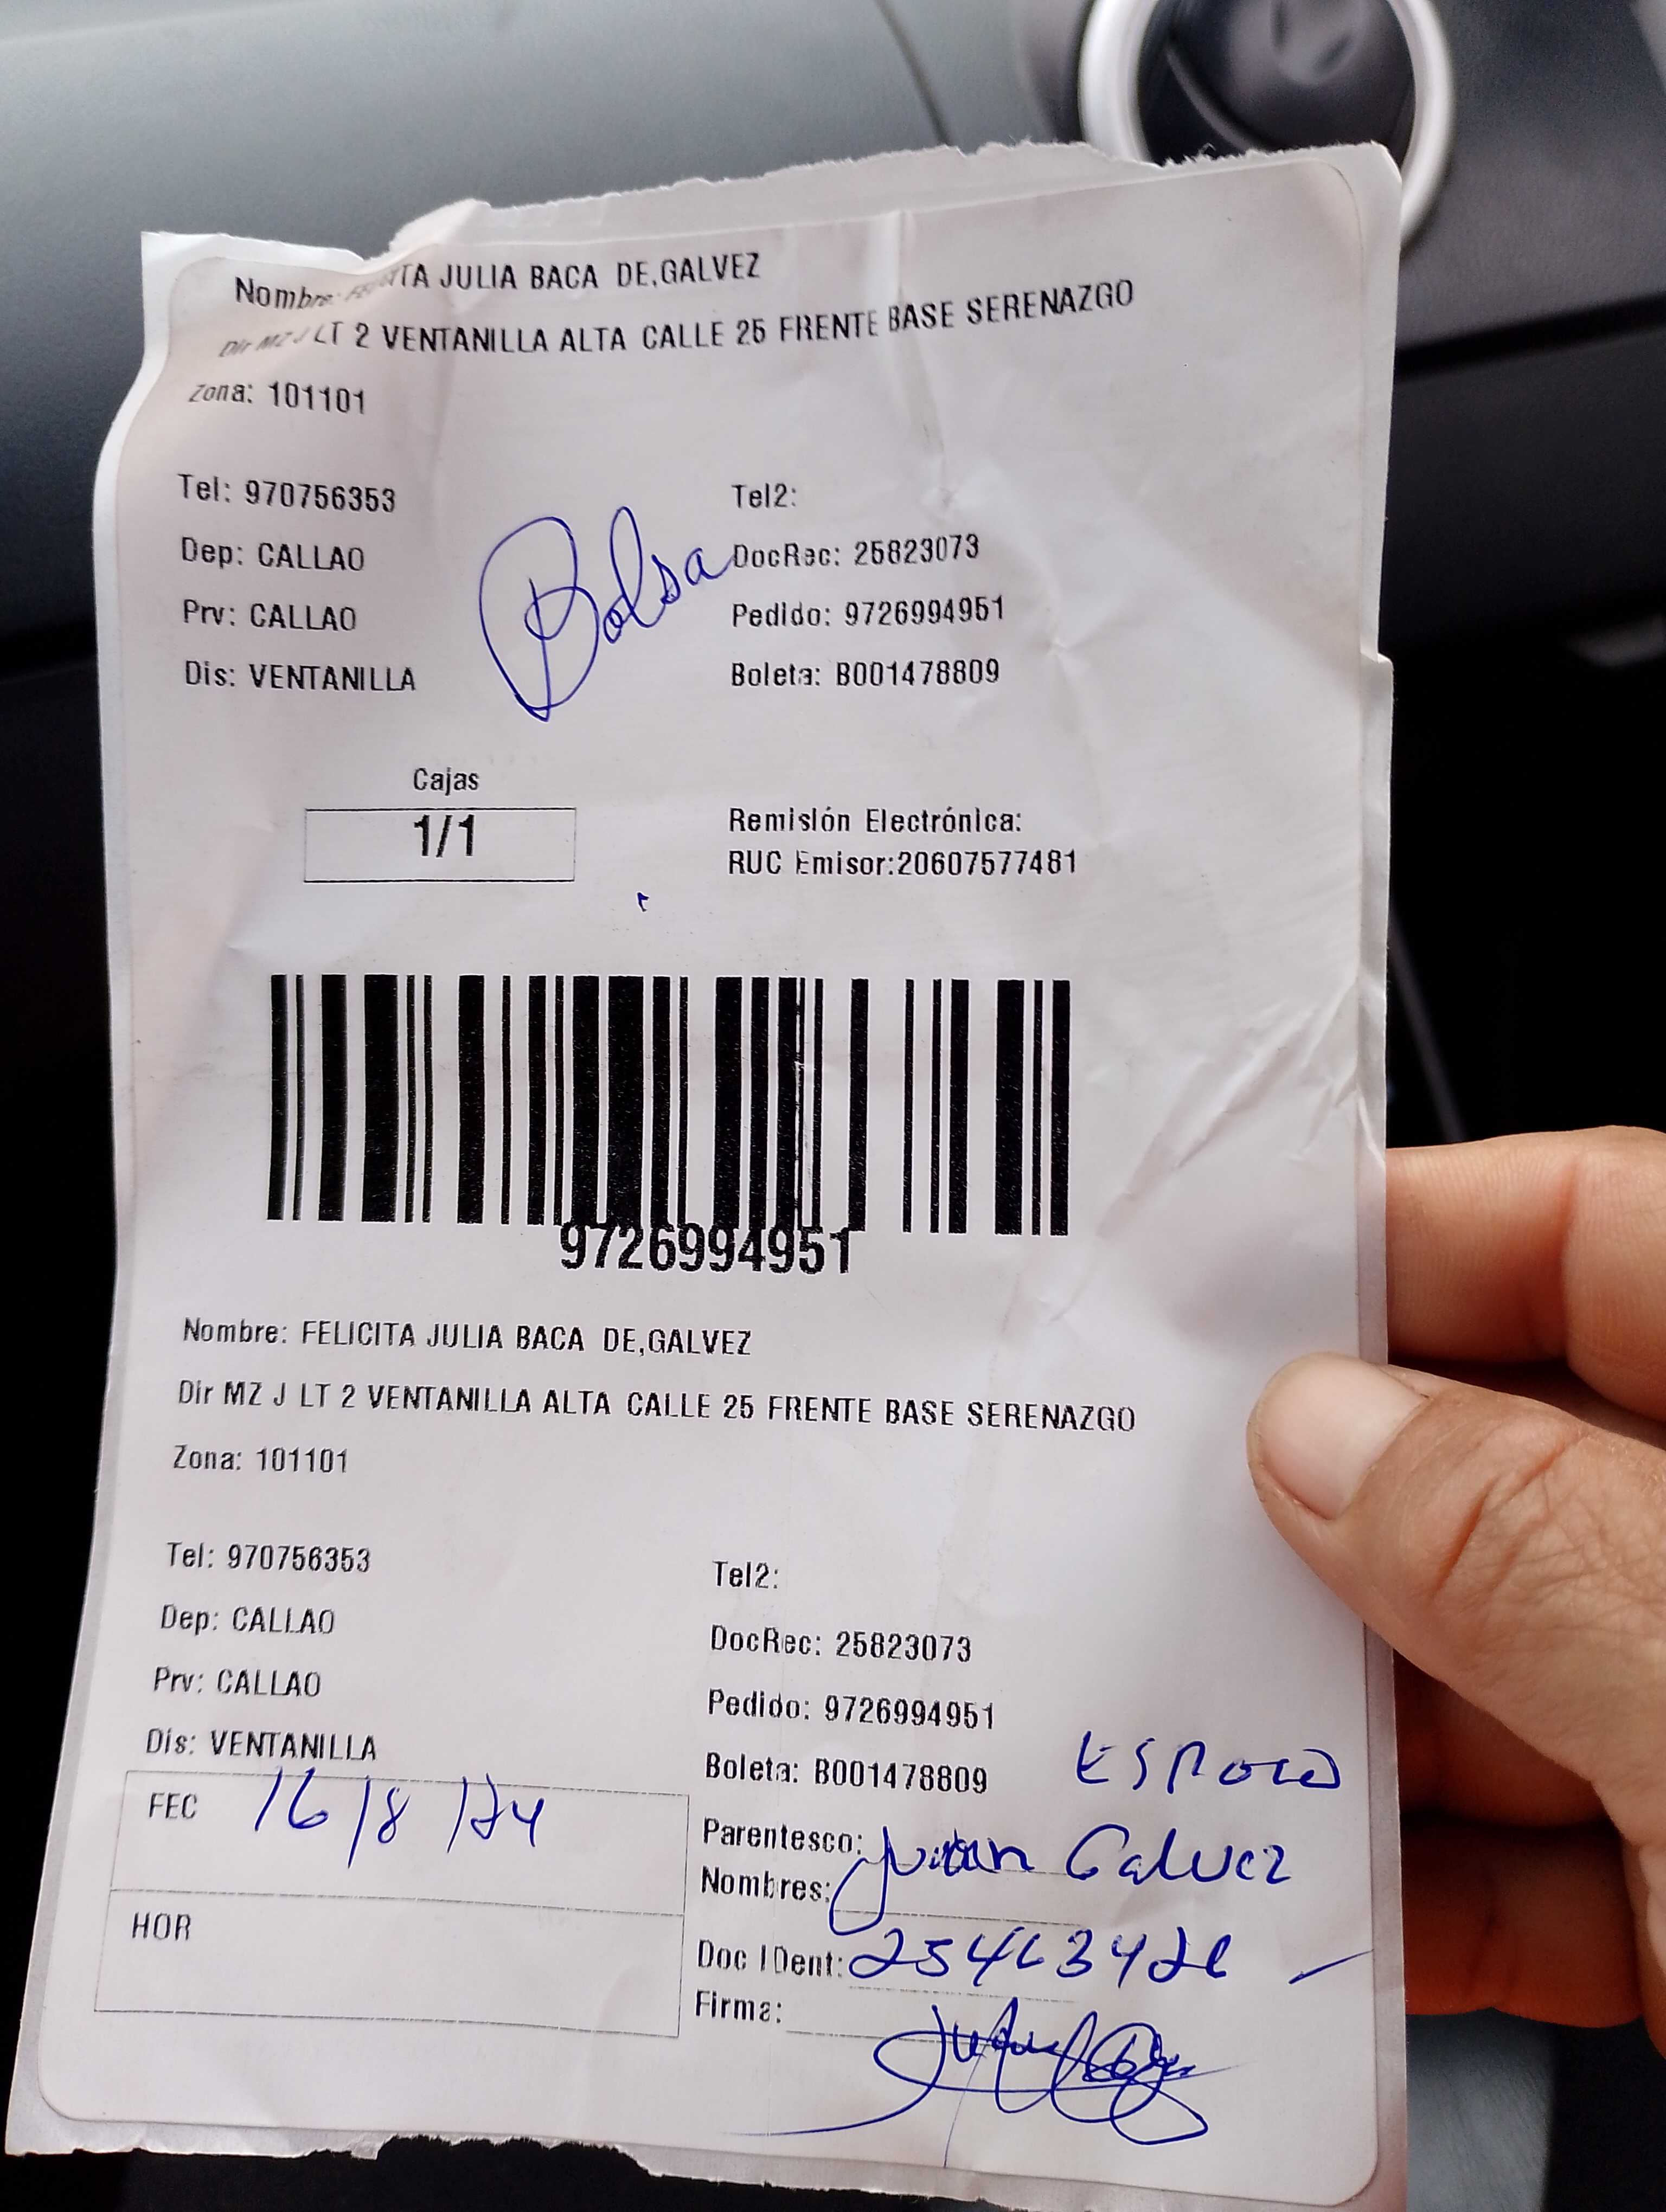 Nombre: FELICITA JULIA BACA DE,GALVEZ
Dir MZ J LT 2 VENTANILLA ALTA CALLE 25 FRENTE BASE SERENAZGO
Zona: 101101
Tel: 970756353 Tel2:
Dep: CALLAO Bolsa DocRec: 25823073
Prv: CALLAO Pedido: 9726994951
Dis: VENTANILLA Boleta: B001478809
Cajas
1/1
Remisión Electrónica:
RUC Emisor:20607577481
9726994951
Nombre: FELICITA JULIA BACA DE,GALVEZ
Dir MZ J LT 2 VENTANILLA ALTA CALLE 25 FRENTE BASE SERENAZGO
Zona: 101101
Tel: 970756353 Tel2:
Dep: CALLAO DocRec: 25823073
Prv: CALLAO Pedido: 9726994951
Dis: VENTANILLA Boleta: B001478809
ESPOSO
FEC 16/8/24 Parentesco:
Nombres: Juan Galvez
HOR Doc IDent:
Firma: